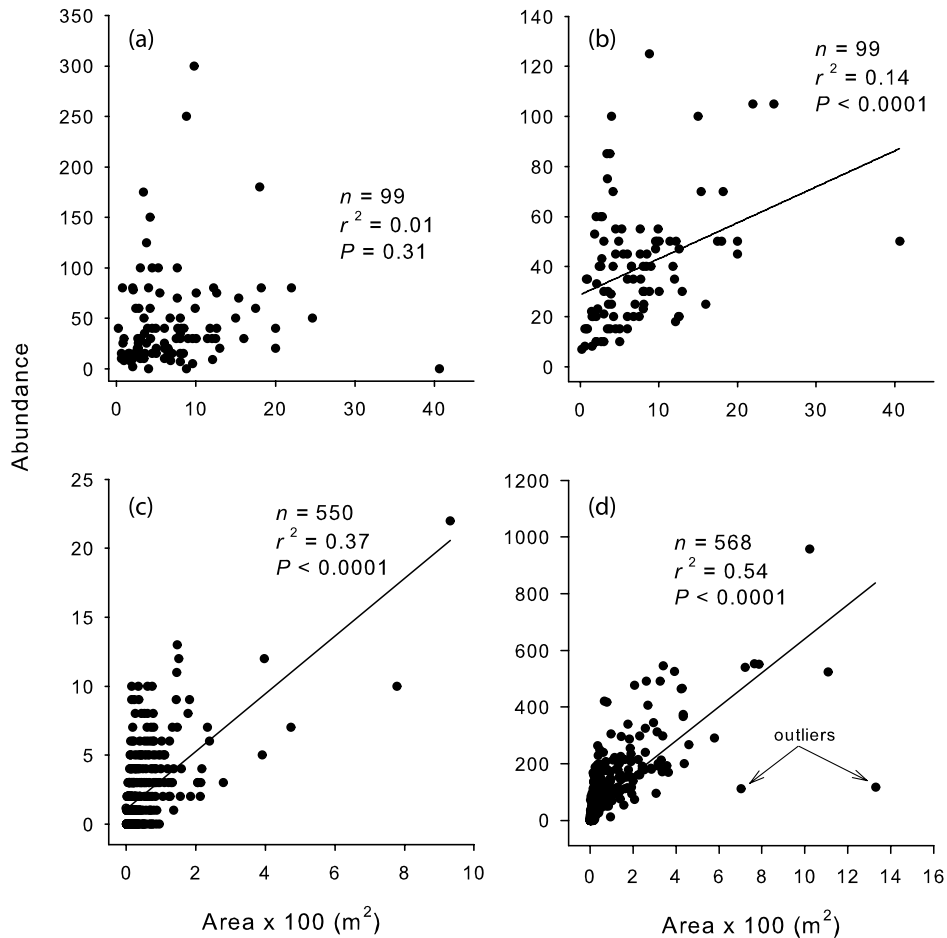 Abundance
(a)
350
300
250
200
150
100
50
0
n = 99
r² = 0.01
P = 0.31
0 10 20 30 40
(b)
140
120
100
80
60
40
20
0
n = 99
r² = 0.14
P < 0.0001
0 10 20 30 40
(c)
25
20
15
10
5
0
n = 550
r² = 0.37
P < 0.0001
0 2 4 6 8 10
Area x 100 (m²)
(d)
1200
1000
800
600
400
200
0
n = 568
r² = 0.54
P < 0.0001
outliers
0 2 4 6 8 10 12 14 16
Area x 100 (m²)